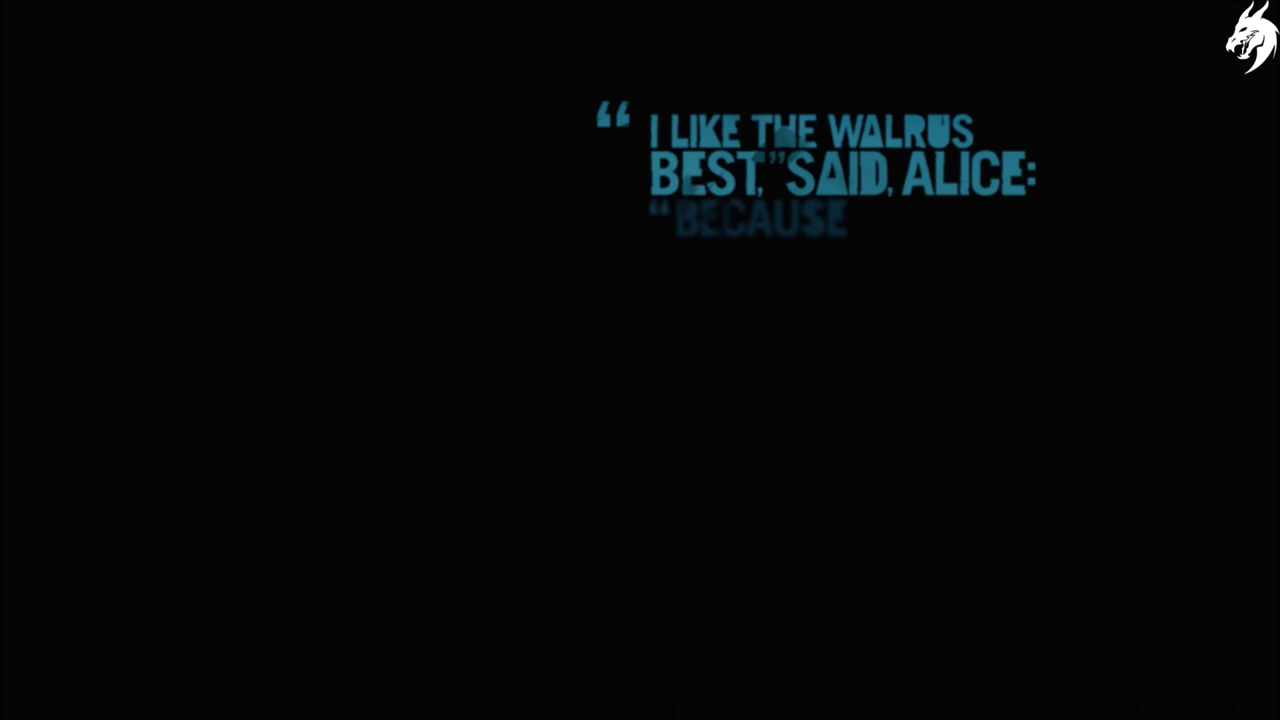 “ I LIKE THE WALRUS
BEST,” SAID, ALICE:
“BECAUSE